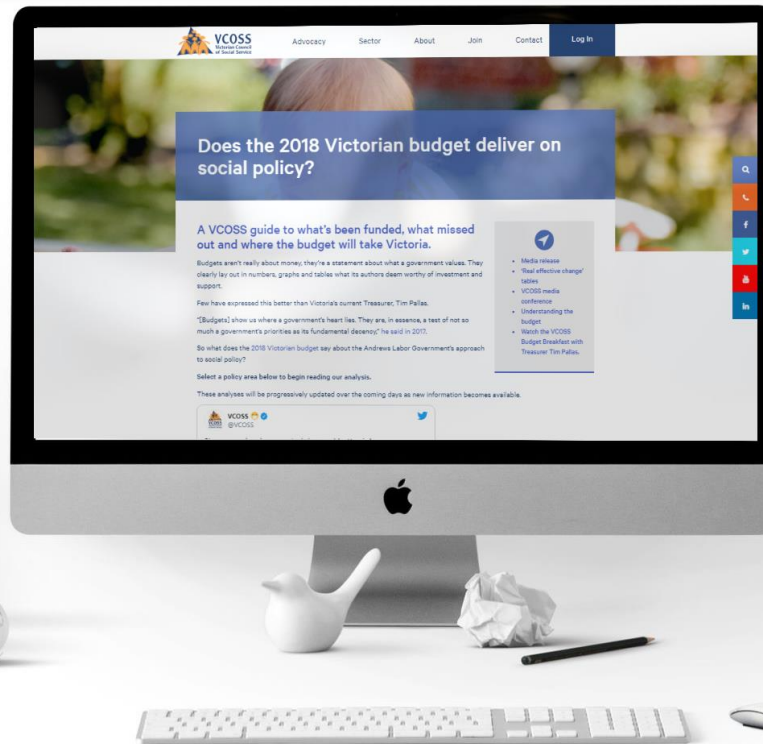 VCOSS
Victorian Council
of Social Service
Advocacy
Sector
About
Join
Contact
Log In
Does the 2018 Victorian budget deliver on
social policy?
A VCOSS guide to what's been funded, what missed
out and where the budget will take Victoria.
Budgets aren't really about money, they're a statement about what a government values. They
clearly lay out in numbers, graphs and tables what its authors deem worthy of investment and
support.
Few have expressed this better than Victoria's current Treasurer, Tim Pallas.
"[Budgets] show us where a government's heart lies. They are, in essence, a test of not so
much a government's priorities as its fundamental decency," he said in 2017.
So what does the 2018 Victorian budget say about the Andrews Labor Government's approach
to social policy?
Select a policy area below to begin reading our analysis.
These analyses will be progressively updated over the coming days as new information becomes available.
VCOSS
@VCOSS
• Media release
• 'Real effective change'
tables
• VCOSS media
conference
• Understanding the
budget
• Watch the VCOSS
Budget Breakfast with
Treasurer Tim Pallas.
f
in